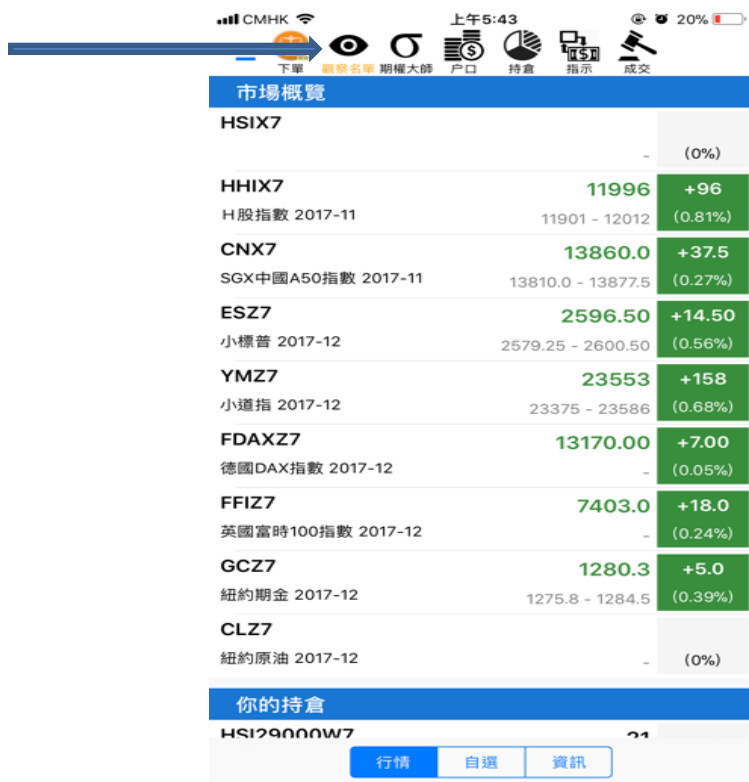 CMHK 上午5:43 20%
下單 觀察名單 期權大師 户口 持倉 指示 成交
市場概覽
HSIX7
- (0%)
HHIX7 11996 +96
H股指數 2017-11 11901 - 12012 (0.81%)
CNX7 13860.0 +37.5
SGX中國A50指數 2017-11 13810.0 - 13877.5 (0.27%)
ESZ7 2596.50 +14.50
小標普 2017-12 2579.25 - 2600.50 (0.56%)
YMZ7 23553 +158
小道指 2017-12 23375 - 23586 (0.68%)
FDAXZ7 13170.00 +7.00
德國DAX指數 2017-12 - (0.05%)
FFIZ7 7403.0 +18.0
英國富時100指數 2017-12 - (0.24%)
GCZ7 1280.3 +5.0
紐約期金 2017-12 1275.8 - 1284.5 (0.39%)
CLZ7
紐約原油 2017-12 - (0%)
你的持倉
HSI29000W7
行情 自選 資訊